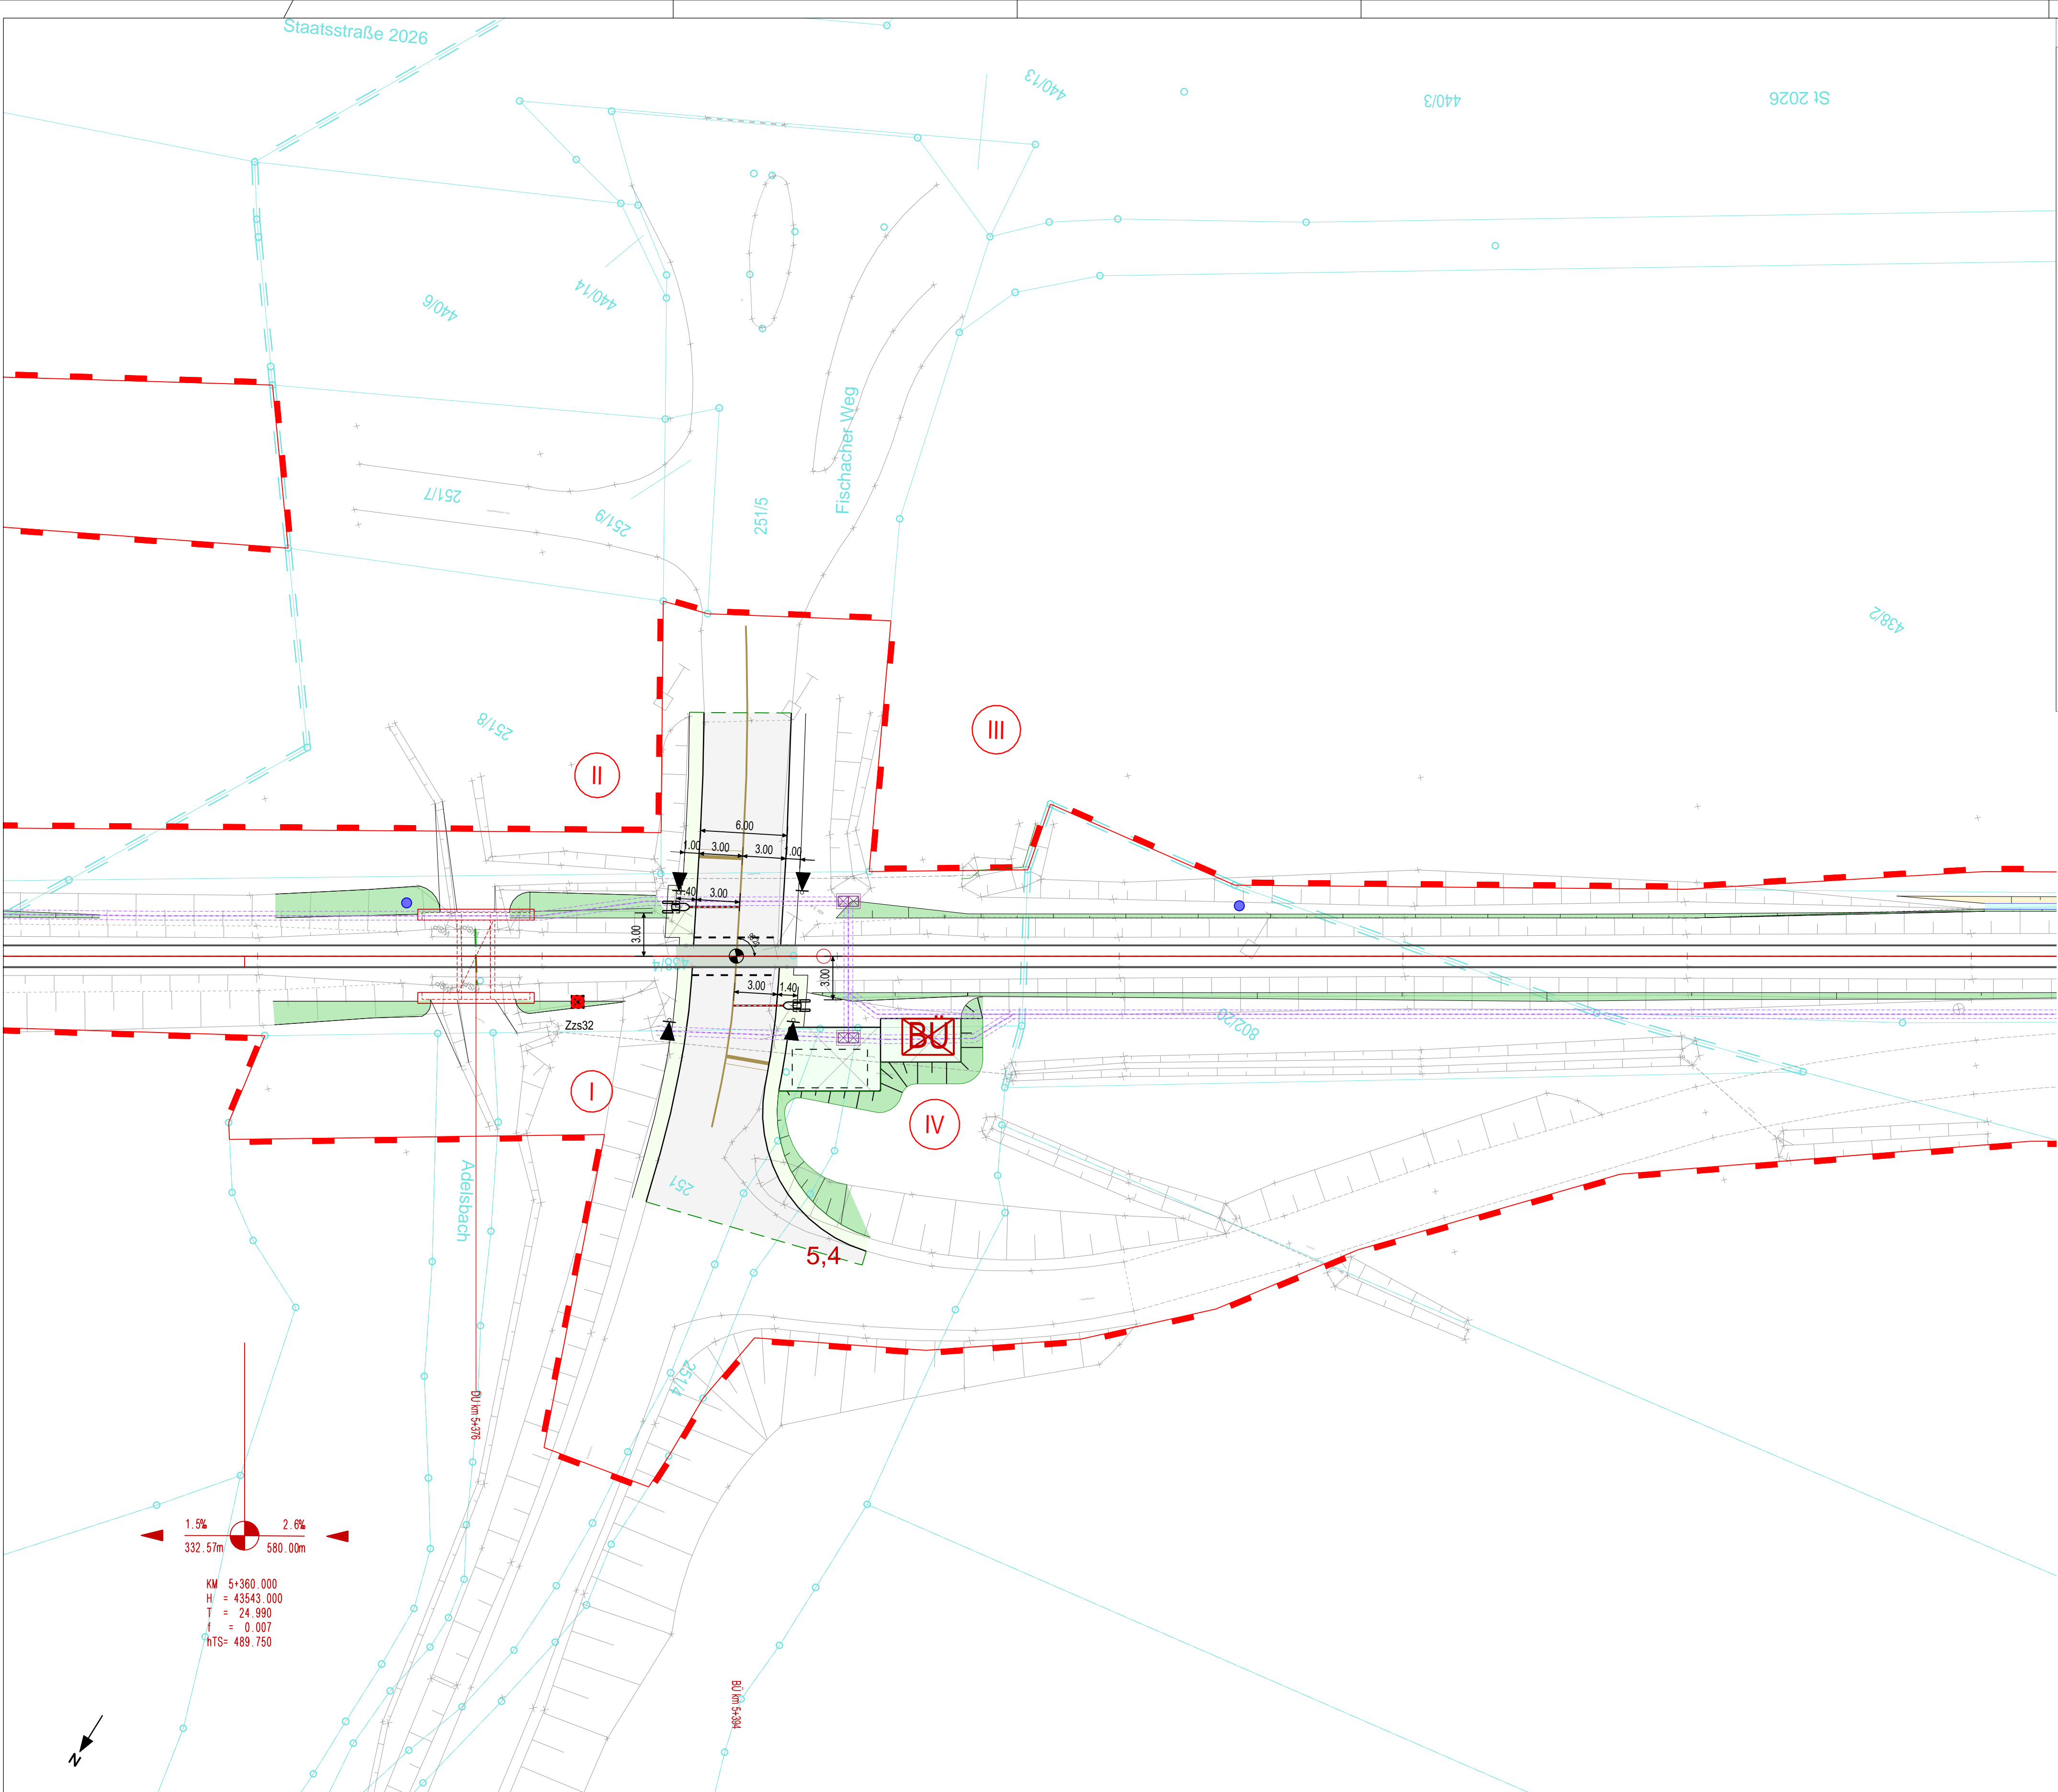 Staatsstraße 2026
440/13
440/3
St 2026
440/6
440/14
Fischacher Weg
251/7
251/9
251/5
438/2
251/8
II
III
6.00
1.00
3.00
3.00
1.00
1.40
3.00
3.00
438/4
3.00
3.00
1.40
Zzs32
BÜ
802/20
I
IV
Adelsbach
251
5,4
251/4
DU km 5+376
1.5‰
2.6‰
332.57m
580.00m
KM 5+360.000
H = 43543.000
T = 24.990
f = 0.007
hTS= 489.750
BÜ km 5+394
N